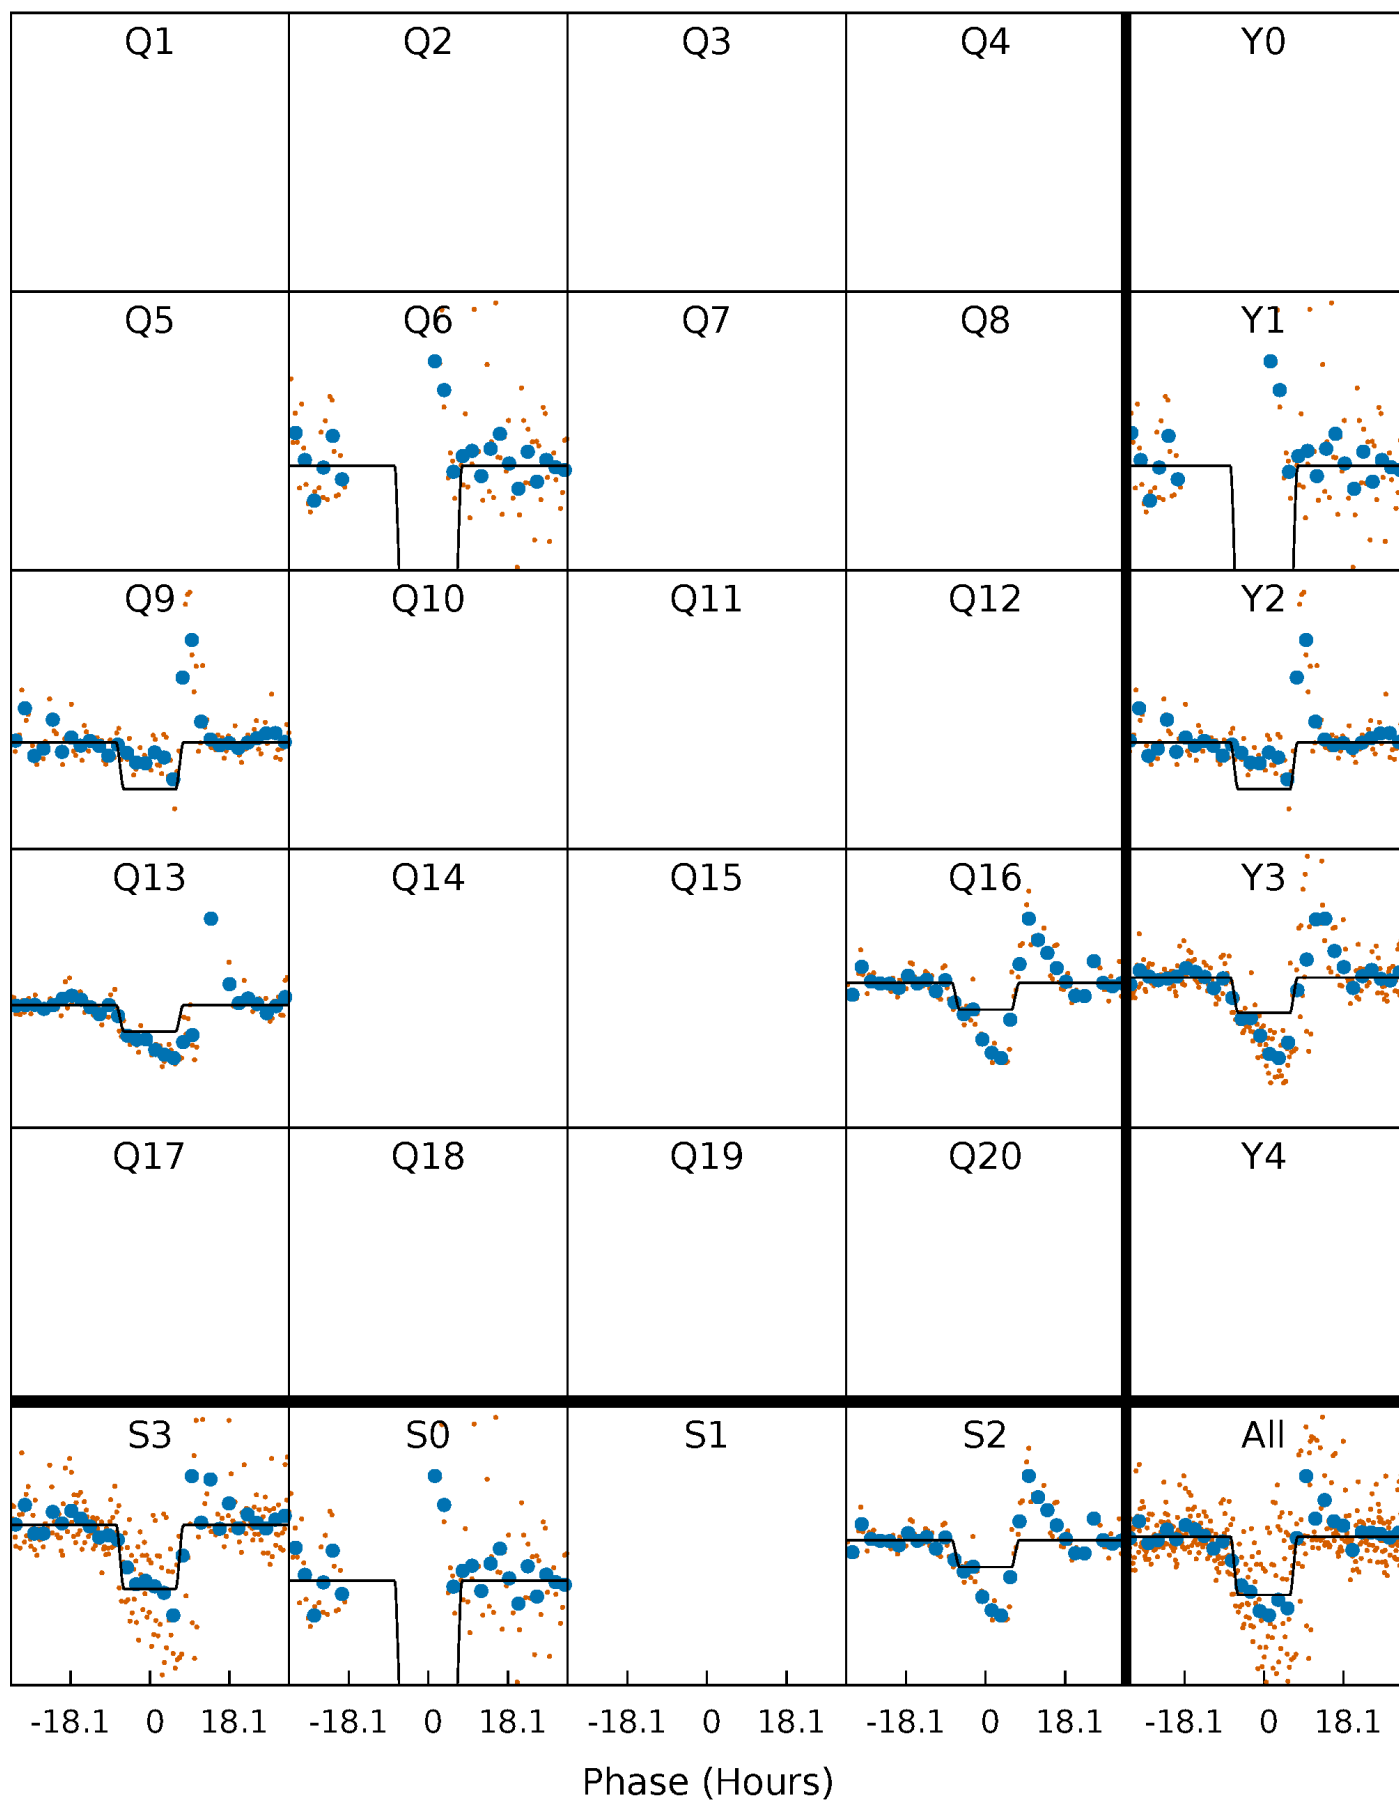 Q1 Q2 Q3 Q4 Y0
Q5 Q6 Q7 Q8 Y1
Q9 Q10 Q11 Q12 Y2
Q13 Q14 Q15 Q16 Y3
Q17 Q18 Q19 Q20 Y4
S3 S0 S1 S2 All
-18.1 0 18.1 -18.1 0 18.1 -18.1 0 18.1 -18.1 0 18.1 -18.1 0 18.1
Phase (Hours)